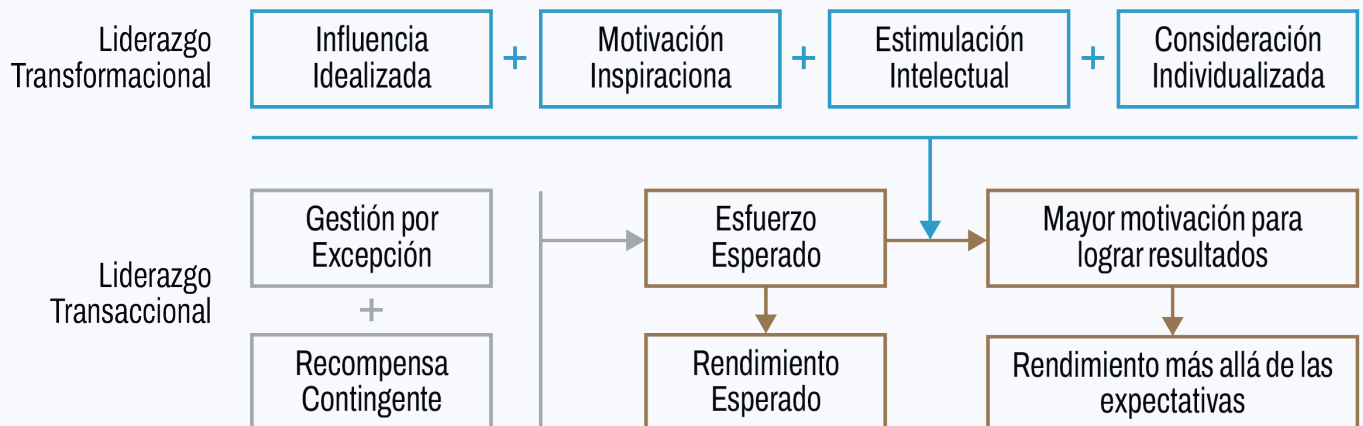 Liderazgo
Transformacional
Influencia
Idealizada
+
Motivación
Inspiraciona
+
Estimulación
Intelectual
+
Consideración
Individualizada
Liderazgo
Transaccional
Gestión por
Excepción
+
Recompensa
Contingente
Esfuerzo
Esperado
Rendimiento
Esperado
Mayor motivación para
lograr resultados
Rendimiento más allá de las
expectativas